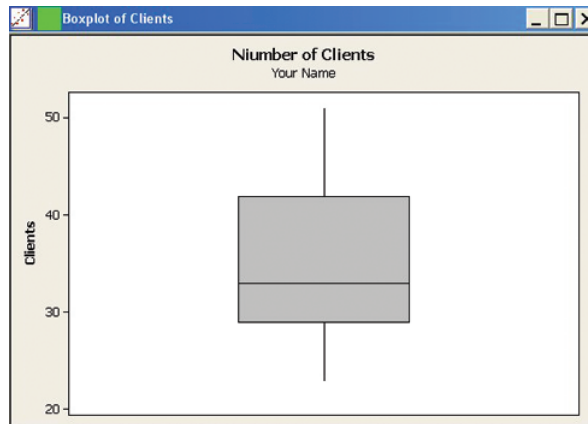 Boxplot of Clients
Niumber of Clients
Your Name
50
40
30
20
Clients